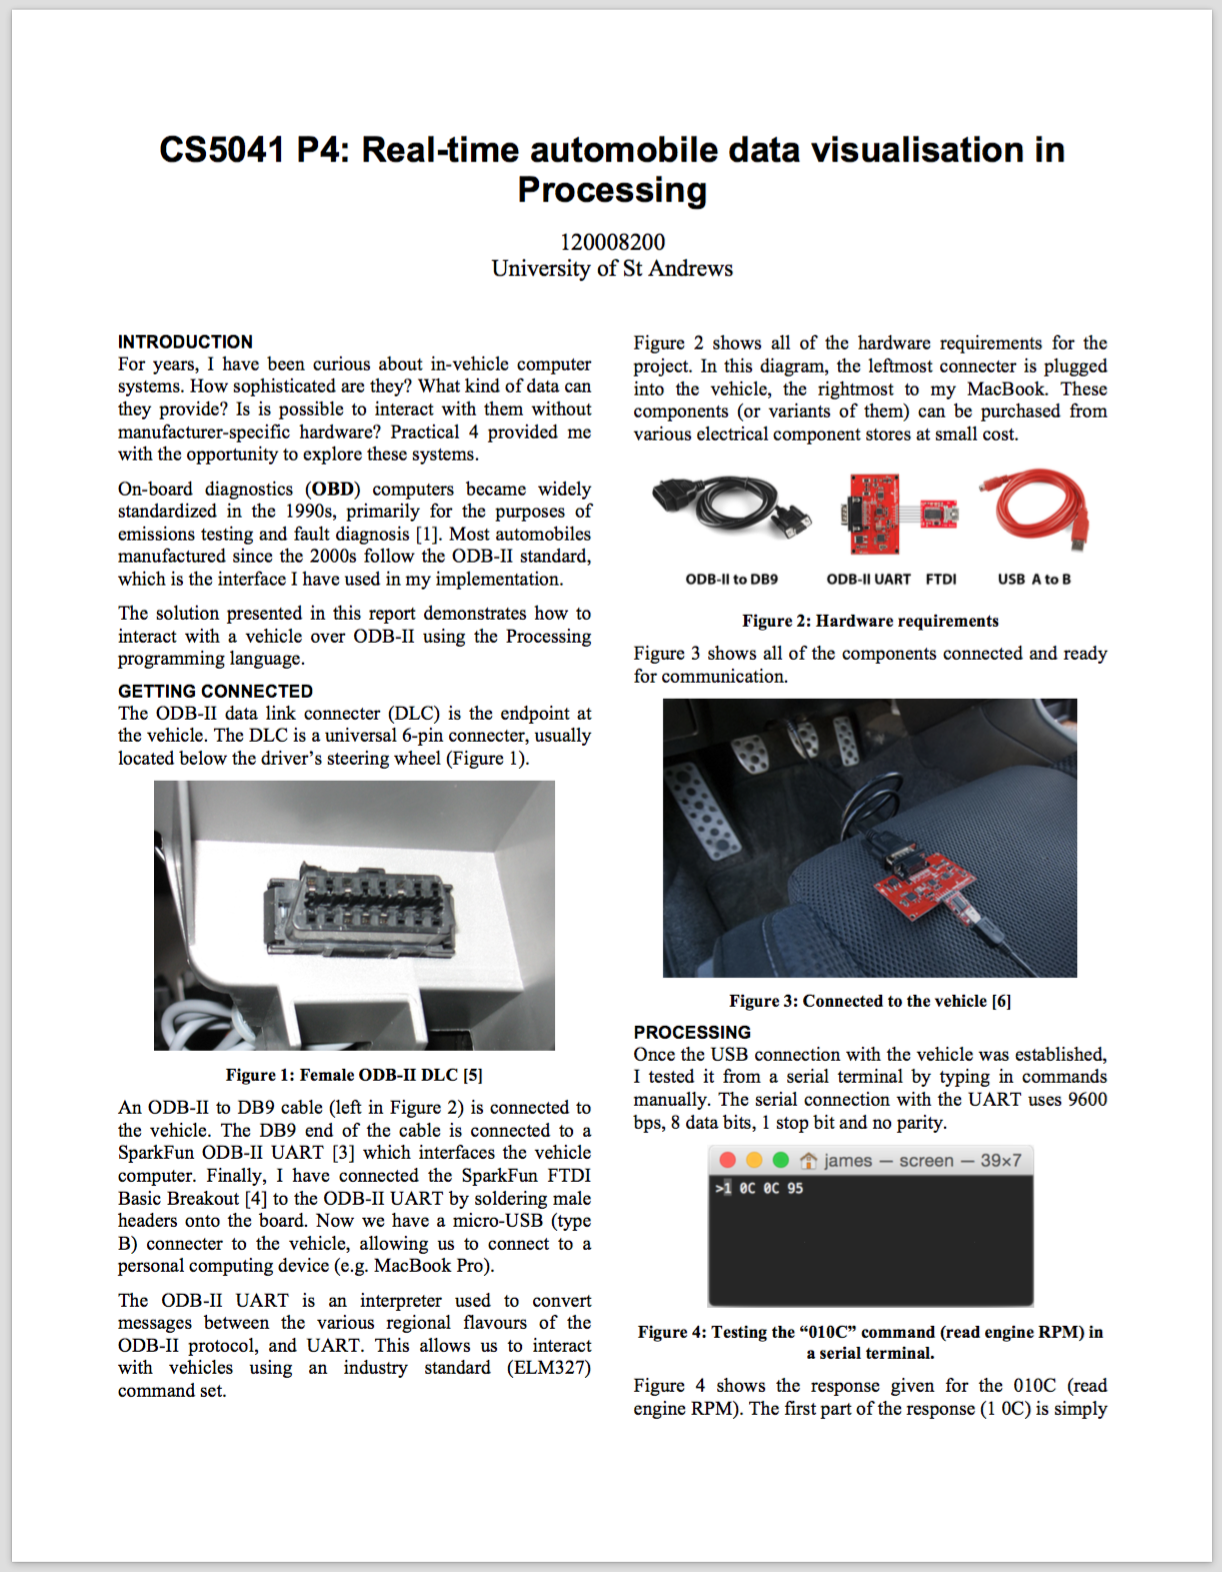 CS5041 P4: Real-time automobile data visualisation in
Processing
120008200
University of St Andrews
INTRODUCTION
For years, I have been curious about in-vehicle computer
systems. How sophisticated are they? What kind of data can
they provide? Is is possible to interact with them without
manufacturer-specific hardware? Practical 4 provided me
with the opportunity to explore these systems.
On-board diagnostics (OBD) computers became widely
standardized in the 1990s, primarily for the purposes of
emissions testing and fault diagnosis [1]. Most automobiles
manufactured since the 2000s follow the ODB-II standard,
which is the interface I have used in my implementation.
The solution presented in this report demonstrates how to
interact with a vehicle over ODB-II using the Processing
programming language.
GETTING CONNECTED
The ODB-II data link connecter (DLC) is the endpoint at
the vehicle. The DLC is a universal 6-pin connecter, usually
located below the driver's steering wheel (Figure 1).
Figure 1: Female ODB-II DLC [5]
An ODB-II to DB9 cable (left in Figure 2) is connected to
the vehicle. The DB9 end of the cable is connected to a
SparkFun ODB-II UART [3] which interfaces the vehicle
computer. Finally, I have connected the SparkFun FTDI
Basic Breakout [4] to the ODB-II UART by soldering male
headers onto the board. Now we have a micro-USB (type
B) connecter to the vehicle, allowing us to connect to a
personal computing device (e.g. MacBook Pro).
The ODB-II UART is an interpreter used to convert
messages between the various regional flavours of the
ODB-II protocol, and UART. This allows us to interact
with vehicles using an industry standard (ELM327)
command set.
Figure 2 shows all of the hardware requirements for the
project. In this diagram, the leftmost connecter is plugged
into the vehicle, the rightmost to my MacBook. These
components (or variants of them) can be purchased from
various electrical component stores at small cost.
ODB-II to DB9 ODB-II UART FTDI USB A to B
Figure 2: Hardware requirements
Figure 3 shows all of the components connected and ready
for communication.
Figure 3: Connected to the vehicle [6]
PROCESSING
Once the USB connection with the vehicle was established,
I tested it from a serial terminal by typing in commands
manually. The serial connection with the UART uses 9600
bps, 8 data bits, 1 stop bit and no parity.
james — screen — 39×7
>1 0C 0C 95
Figure 4: Testing the “010C” command (read engine RPM) in
a serial terminal.
Figure 4 shows the response given for the 010C (read
engine RPM). The first part of the response (1 0C) is simply